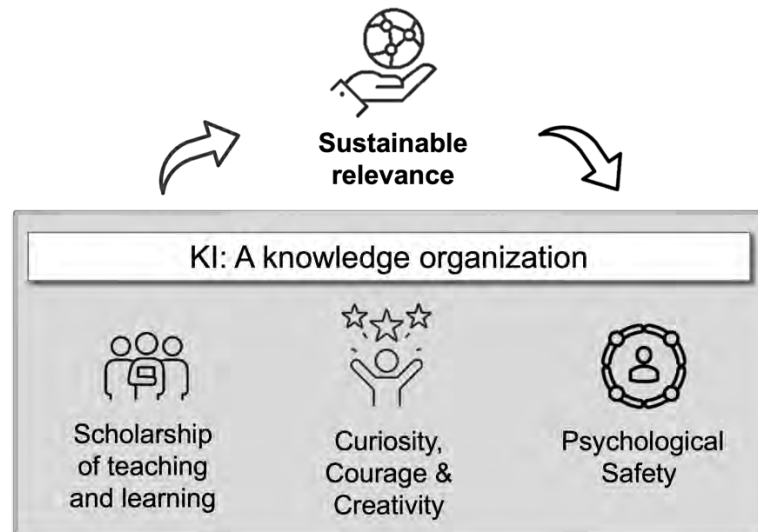 Sustainable
relevance
KI: A knowledge organization
Scholarship
of teaching
and learning
Curiosity,
Courage &
Creativity
Psychological
Safety